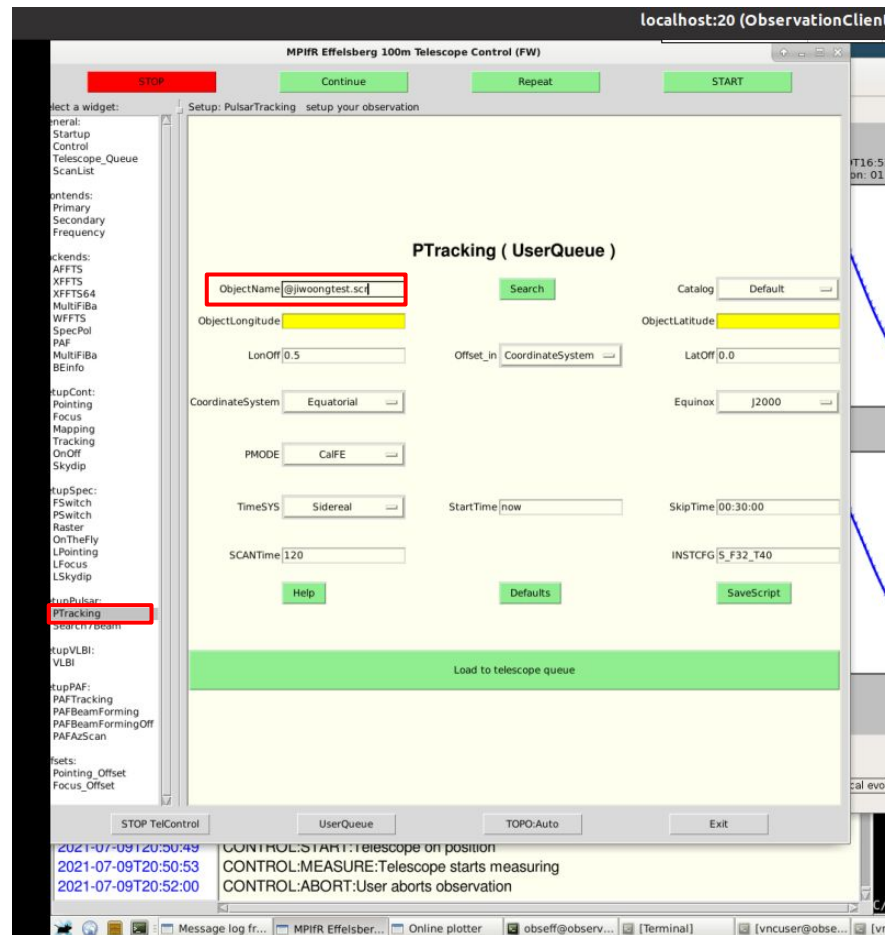 localhost:20 (ObservationClient
MPIfR Effelsberg 100m Telescope Control (FW)
STOP Continue Repeat START
elect a widget:
Setup: PulsarTracking setup your observation
eneral:
Startup
Control
Telescope_Queue
ScanList
ontends:
Primary
Secondary
Frequency
ackends:
AFFTS
XFFTS
XFFTS64
MultiFiBa
WFFTS
SpecPol
PAF
MultiFiBa
BEinfo
etupCont:
Pointing
Focus
Mapping
Tracking
OnOff
Skydip
etupSpec:
FSwitch
PSwitch
Raster
OnTheFly
LPointing
LFocus
LSkydip
etupPulsar:
PTracking
Search7Beam
etupVLBI:
VLBI
etupPAF:
PAFTracking
PAFBeamForming
PAFBeamFormingOff
PAFAzScan
ffsets:
Pointing_Offset
Focus_Offset
PTracking ( UserQueue )
ObjectName @jiwoongtest.scr Search Catalog Default
ObjectLongitude ObjectLatitude
LonOff 0.5 Offset_in CoordinateSystem LatOff 0.0
CoordinateSystem Equatorial Equinox J2000
PMODE CalFE
TimeSYS Sidereal StartTime now SkipTime 00:30:00
SCANTime 120 INSTCFG S_F32_T40
Help Defaults SaveScript
Load to telescope queue
STOP TelControl UserQueue TOPO:Auto Exit
T16:5
on: 01
cal evo
2021-07-09T20:50:49 CONTROL:START:Telescope on position
2021-07-09T20:50:53 CONTROL:MEASURE:Telescope starts measuring
2021-07-09T20:52:00 CONTROL:ABORT:User aborts observation
Message log fr... MPIfR Effelsber... Online plotter obseff@observ... [Terminal] [vncuser@obse...